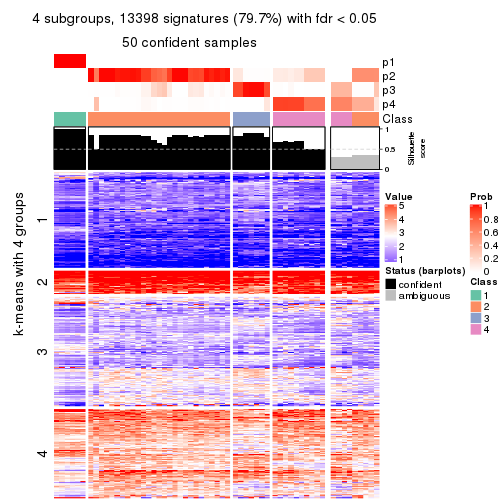 4 subgroups, 13398 signatures (79.7%) with fdr < 0.05
50 confident samples
p1
p2
p3
p4
Class
1
0.5
0
Silhouette
score
k-means with 4 groups
1
2
3
4
Value
5
4
3
2
1
Prob
1
0.8
0.6
0.4
0.2
0
Status (barplots)
confident
ambiguous
Class
1
2
3
4